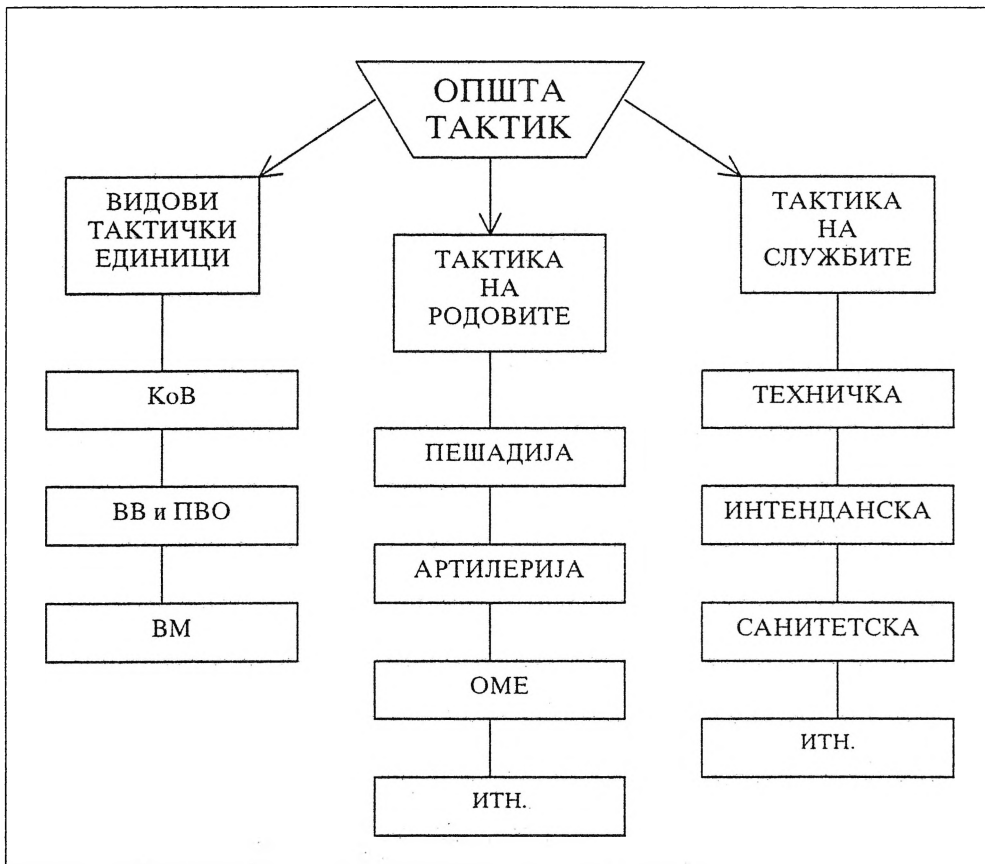 ОПШТА
ТАКТИК
ВИДОВИ
ТАКТИЧКИ
ЕДИНИЦИ
КоВ
ВВ и ПВО
ВМ
ТАКТИКА
НА
РОДОВИТЕ
ПЕШАДИЈА
АРТИЛЕРИЈА
ОМЕ
ИТН.
ТАКТИКА
НА
СЛУЖБИТЕ
ТЕХНИЧКА
ИНТЕНДАНСКА
САНИТЕТСКА
ИТН.